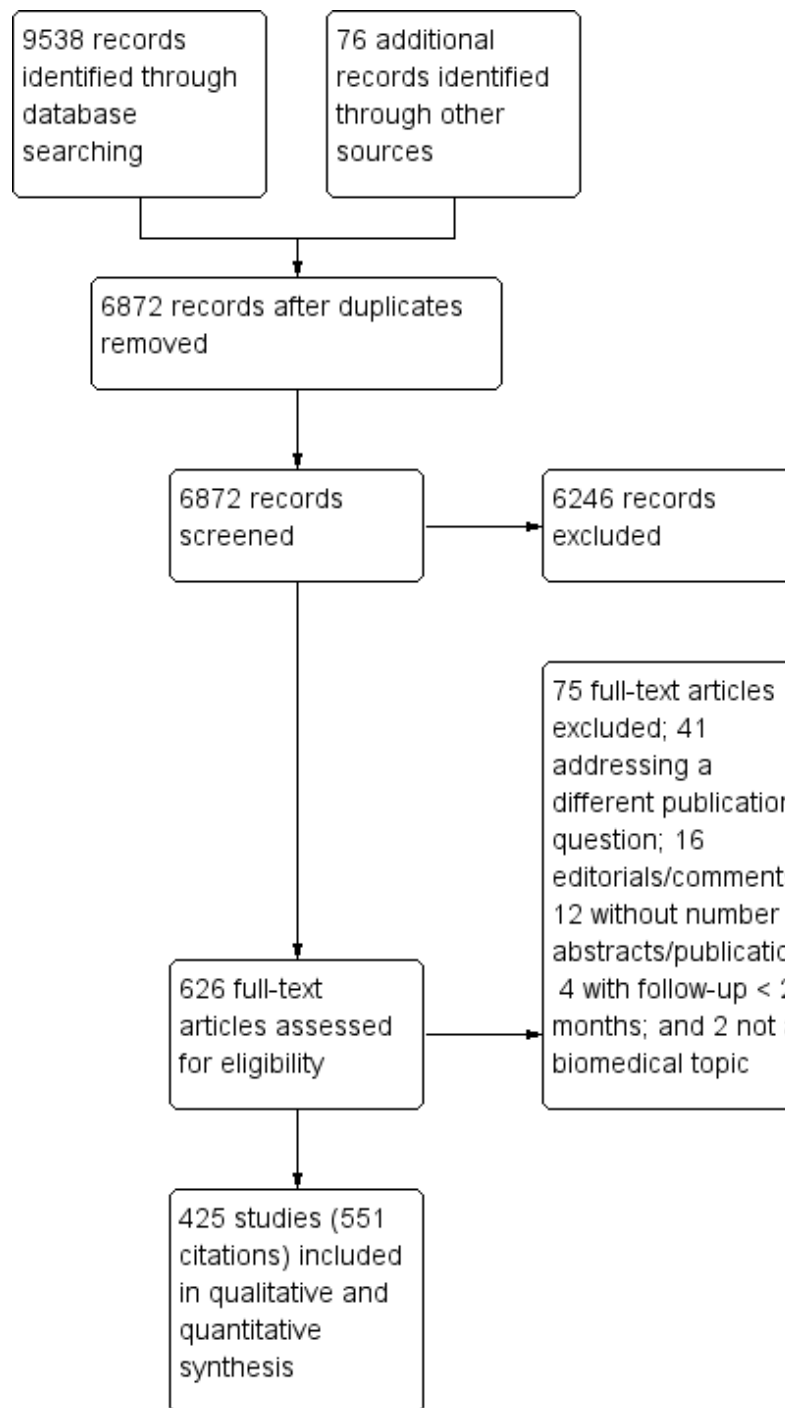 9538 records
identified through
database
searching
76 additional
records identified
through other
sources
6872 records after duplicates
removed
6872 records
screened
6246 records
excluded
75 full-text articles
excluded; 41
addressing a
different
question; 16
12 without number
4 with follow-up <
months; and 2 not
biomedical topic
626 full-text
articles assessed
for eligibility
425 studies (551
citations) included
in qualitative and
quantitative
synthesis